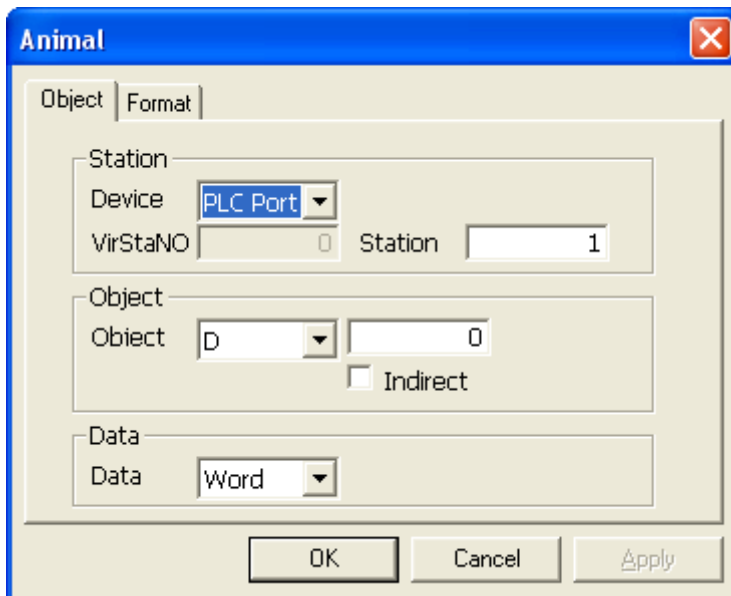 Animal
Object Format
Station
Device PLC Port
VirStaNO 0 Station 1
Object
Obiect D 0
Indirect
Data
Data Word
OK Cancel Apply